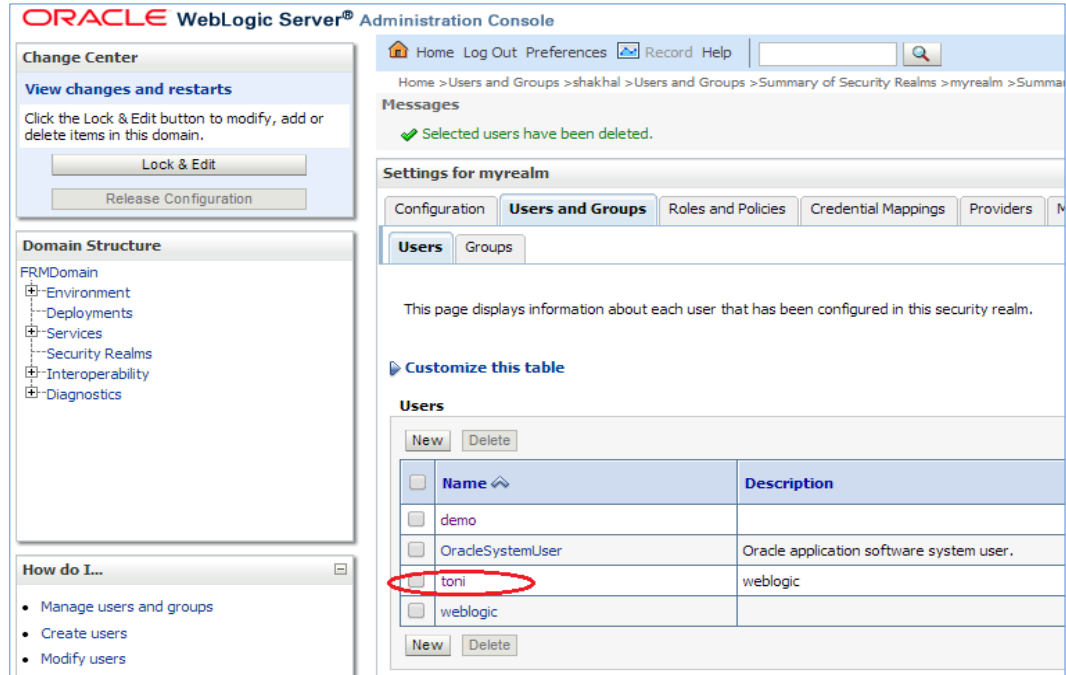 ORACLE WebLogic Server® Administration Console
Change Center
View changes and restarts
Click the Lock & Edit button to modify, add or
delete items in this domain.
Lock & Edit
Release Configuration
Domain Structure
FRMDomain
Environment
Deployments
Services
Security Realms
Interoperability
Diagnostics
How do I...
Manage users and groups
Create users
Modify users
Home Log Out Preferences Record Help
Home >Users and Groups >shakhal >Users and Groups >Summary of Security Realms >myrealm >Summa
Messages
Selected users have been deleted.
Settings for myrealm
Configuration Users and Groups Roles and Policies Credential Mappings Providers M
Users Groups
This page displays information about each user that has been configured in this security realm.
Customize this table
Users
New Delete
Name Description
demo
OracleSystemUser Oracle application software system user.
toni weblogic
weblogic
New Delete